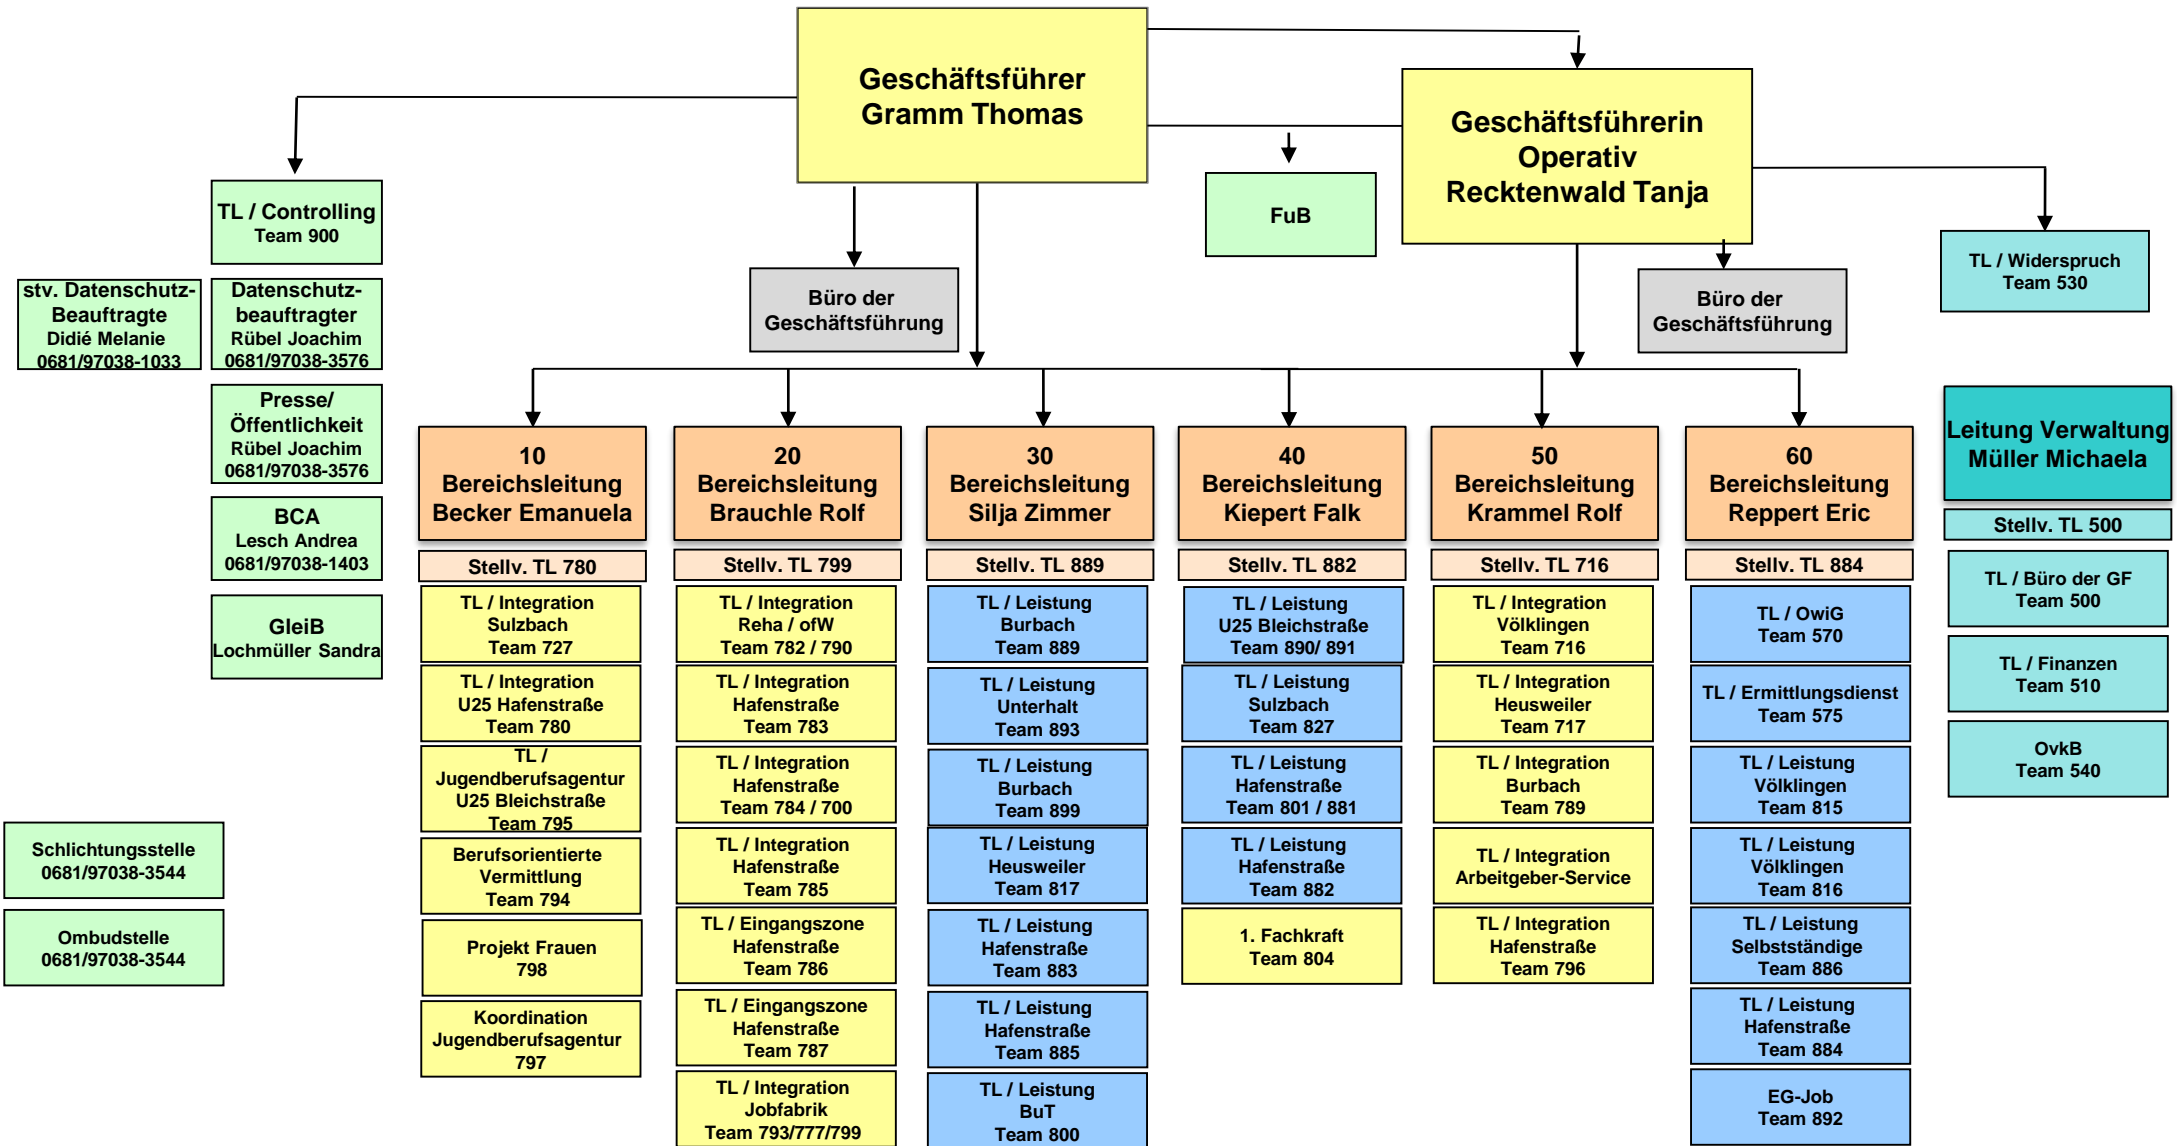 Geschäftsführer
Gramm Thomas
Geschäftsführerin
Operativ
Recktenwald Tanja
TL / Controlling
Team 900
FuB
TL / Widerspruch
Team 530
stv. Datenschutz-
Beauftragte
Didié Melanie
0681/97038-1033
Datenschutz-
beauftragter
Rübel Joachim
0681/97038-3576
Büro der
Geschäftsführung
Büro der
Geschäftsführung
Presse/
Öffentlichkeit
Rübel Joachim
0681/97038-3576
BCA
Lesch Andrea
0681/97038-1403
GleiB
Lochmüller Sandra
Schlichtungsstelle
0681/97038-3544
Ombudstelle
0681/97038-3544
10
Bereichsleitung
Becker Emanuela
Stellv. TL 780
TL / Integration
Sulzbach
Team 727
TL / Integration
U25 Hafenstraße
Team 780
TL /
Jugendberufsagentur
U25 Bleichstraße
Team 795
Berufsorientierte
Vermittlung
Team 794
Projekt Frauen
798
Koordination
Jugendberufsagentur
797
20
Bereichsleitung
Brauchle Rolf
Stellv. TL 799
TL / Integration
Reha / ofW
Team 782 / 790
TL / Integration
Hafenstraße
Team 783
TL / Integration
Hafenstraße
Team 784 / 700
TL / Integration
Hafenstraße
Team 785
TL / Eingangszone
Hafenstraße
Team 786
TL / Eingangszone
Hafenstraße
Team 787
TL / Integration
Jobfabrik
Team 793/777/799
30
Bereichsleitung
Silja Zimmer
Stellv. TL 889
TL / Leistung
Burbach
Team 889
TL / Leistung
Unterhalt
Team 893
TL / Leistung
Burbach
Team 899
TL / Leistung
Heusweiler
Team 817
TL / Leistung
Hafenstraße
Team 883
TL / Leistung
Hafenstraße
Team 885
TL / Leistung
BuT
Team 800
40
Bereichsleitung
Kiepert Falk
Stellv. TL 882
TL / Leistung
U25 Bleichstraße
Team 890/ 891
TL / Leistung
Sulzbach
Team 827
TL / Leistung
Hafenstraße
Team 801 / 881
TL / Leistung
Hafenstraße
Team 882
1. Fachkraft
Team 804
50
Bereichsleitung
Krammel Rolf
Stellv. TL 716
TL / Integration
Völklingen
Team 716
TL / Integration
Heusweiler
Team 717
TL / Integration
Burbach
Team 789
TL / Integration
Arbeitgeber-Service
TL / Integration
Hafenstraße
Team 796
60
Bereichsleitung
Reppert Eric
Stellv. TL 884
TL / OwiG
Team 570
TL / Ermittlungsdienst
Team 575
TL / Leistung
Völklingen
Team 815
TL / Leistung
Völklingen
Team 816
TL / Leistung
Selbstständige
Team 886
TL / Leistung
Hafenstraße
Team 884
EG-Job
Team 892
Leitung Verwaltung
Müller Michaela
Stellv. TL 500
TL / Büro der GF
Team 500
TL / Finanzen
Team 510
OvkB
Team 540